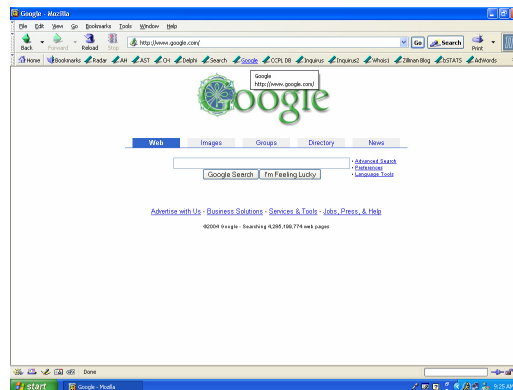 Google - Mozilla
File Edit View Go Bookmarks Tools Window Help
Back Forward Reload Stop http://www.google.com/ Go Search Print
Home Bookmarks Radar AH AST CH Delphi Search Google CCPL DB Inquirus Inquirus2 Whois1 Zillman Blog bSTATS AdWords
Google
http://www.google.com/
Google
Web Images Groups Directory News
• Advanced Search
• Preferences
• Language Tools
Google Search I'm Feeling Lucky
Advertise with Us - Business Solutions - Services & Tools - Jobs, Press, & Help
©2004 Google - Searching 4,285,199,774 web pages
Done
start Google - Mozilla 9:25 AM